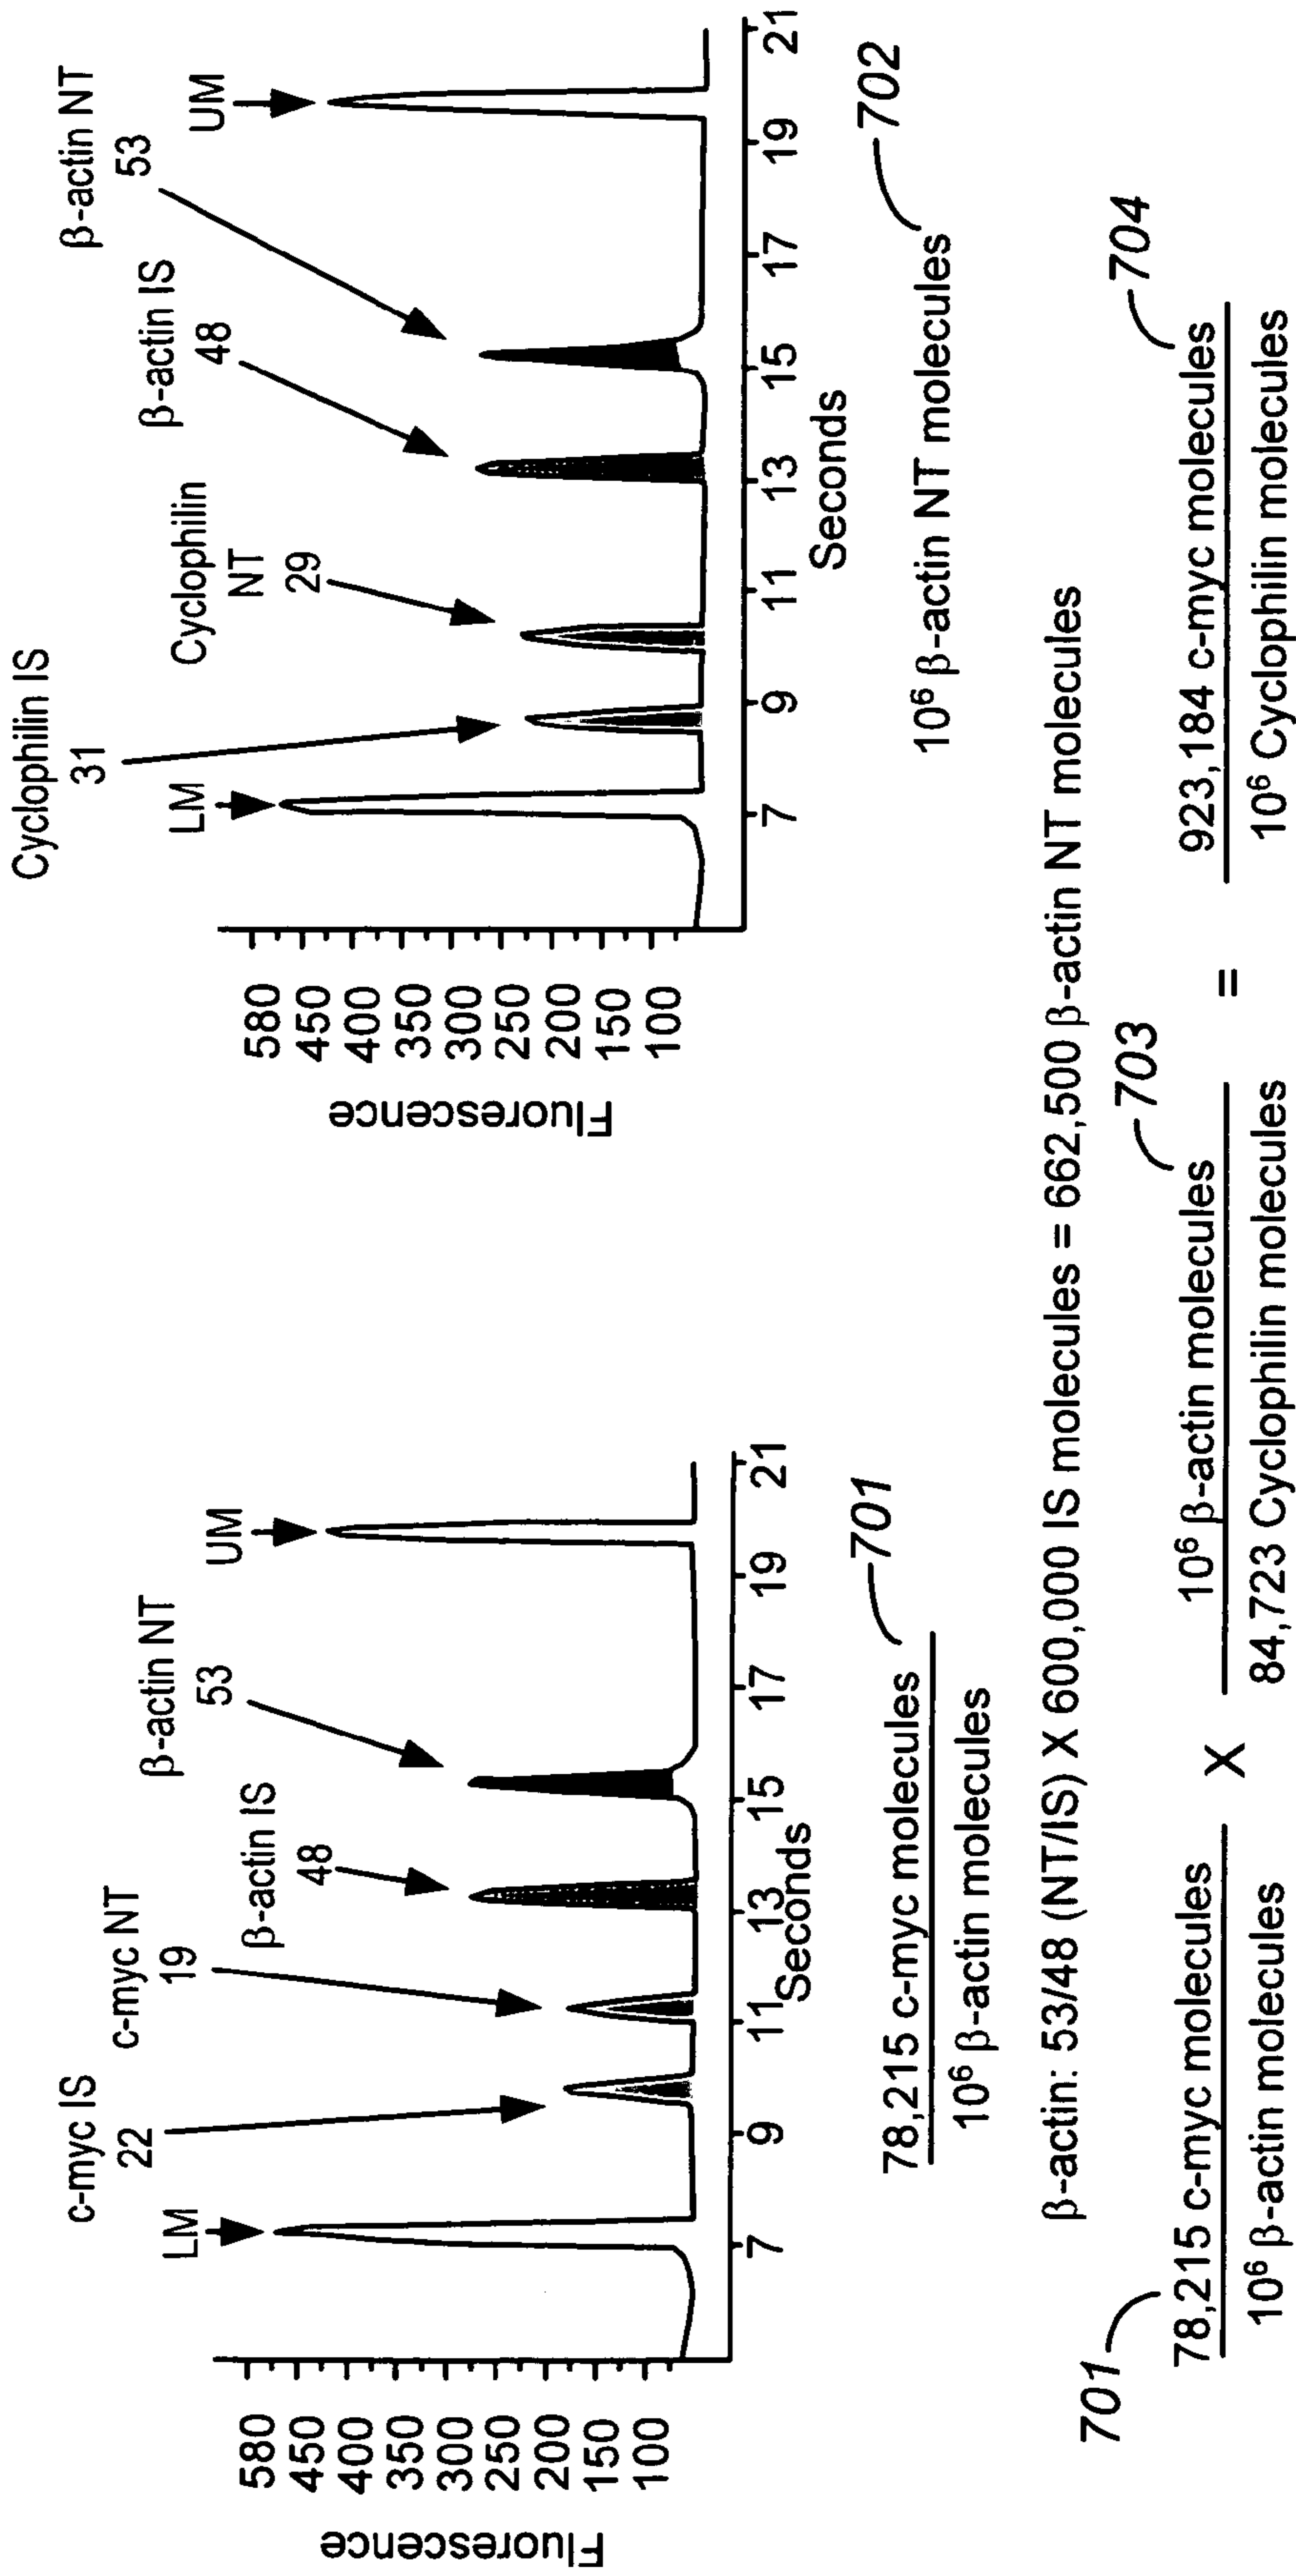 c-myc IS
22
c-myc NT
19
β-actin IS
48
β-actin NT
53
LM
UM
Fluorescence
580
450
400
350
300
250
200
150
100
7
9
11
13
15
17
19
21
Seconds
78,215 c-myc molecules
701
10⁶ β-actin molecules
Cyclophilin IS
31
Cyclophilin
NT
29
β-actin IS
48
β-actin NT
53
LM
UM
Fluorescence
580
450
400
350
300
250
200
150
100
7
9
11
13
15
17
19
21
Seconds
702
10⁶ β-actin NT molecules
β-actin: 53/48 (NT/IS) X 600,000 IS molecules = 662,500 β-actin NT molecules
701
703
704
78,215 c-myc molecules X 10⁶ β-actin molecules = 923,184 c-myc molecules
10⁶ β-actin molecules 84,723 Cyclophilin molecules 10⁶ Cyclophilin molecules